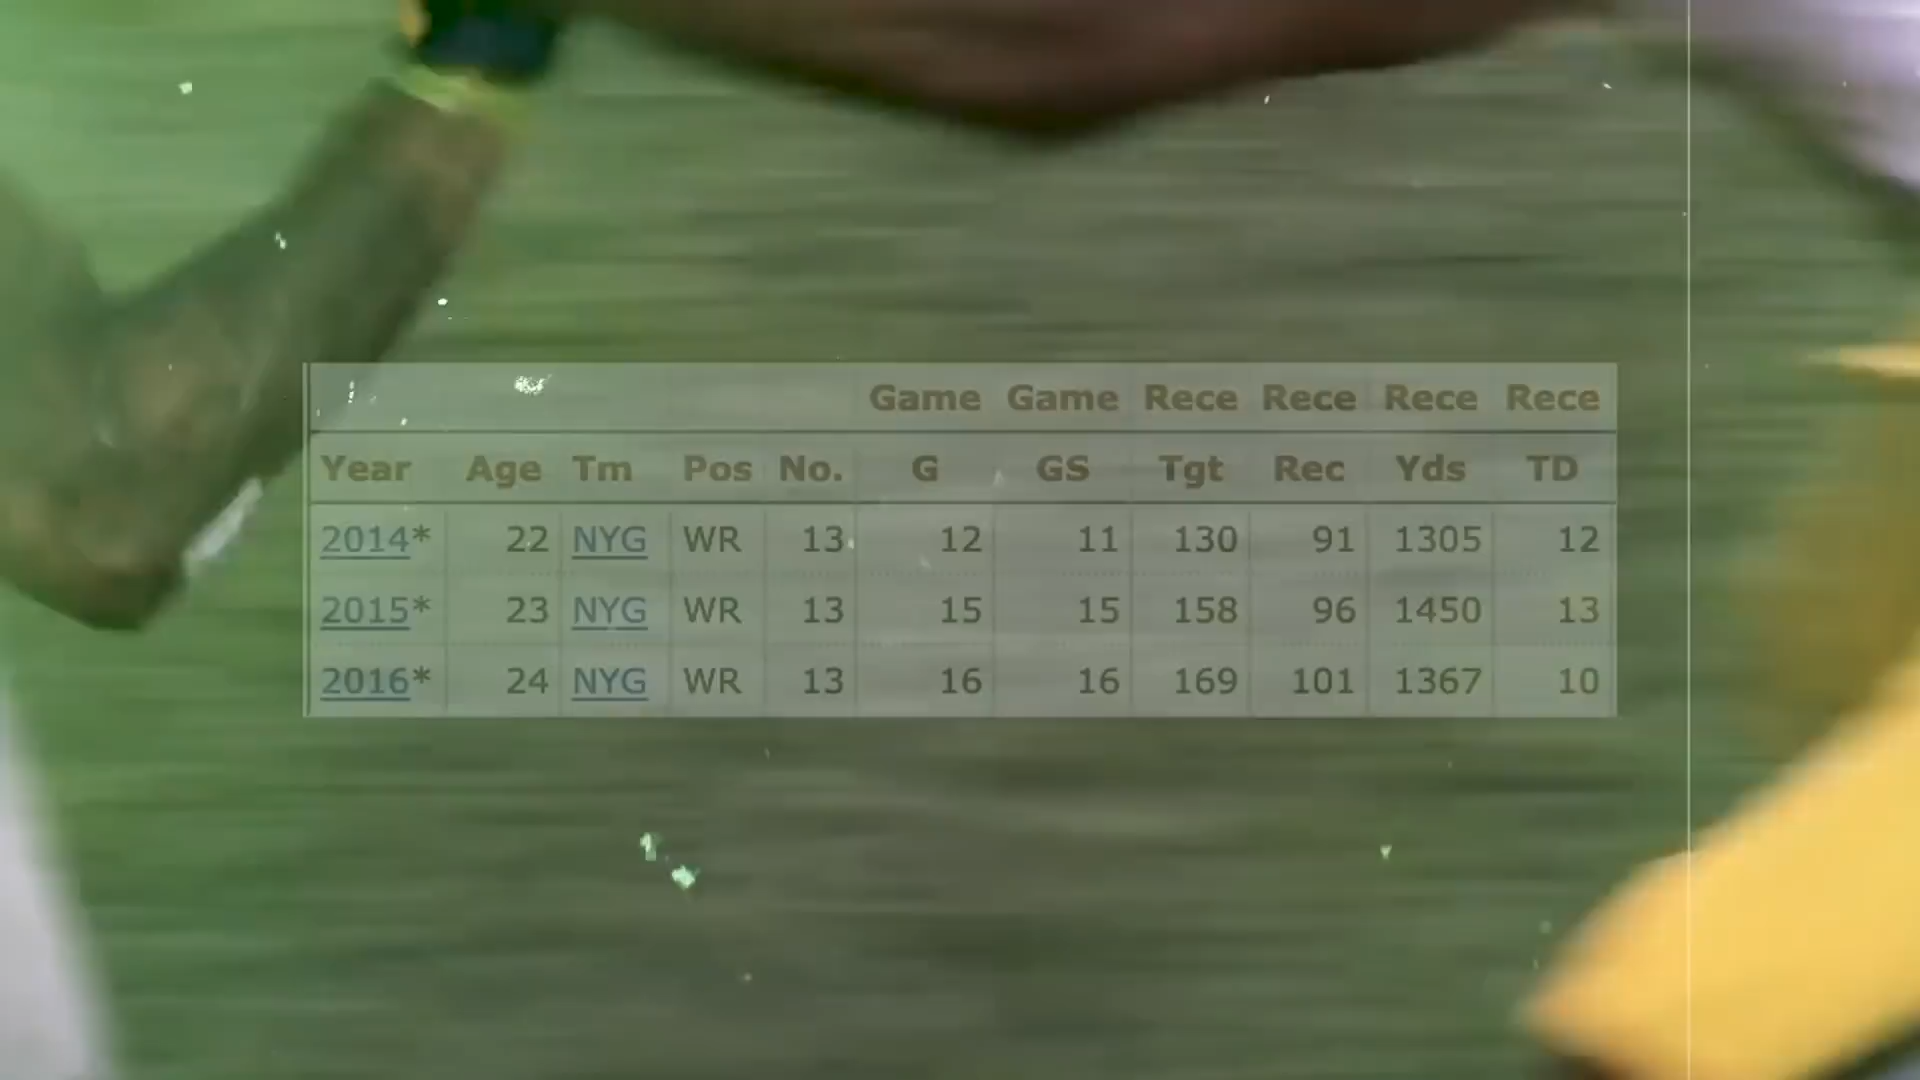 Game Game Rece Rece Rece Rece
Year Age Tm Pos No. G GS Tgt Rec Yds TD
2014* 22 NYG WR 13 12 11 130 91 1305 12
2015* 23 NYG WR 13 15 15 158 96 1450 13
2016* 24 NYG WR 13 16 16 169 101 1367 10